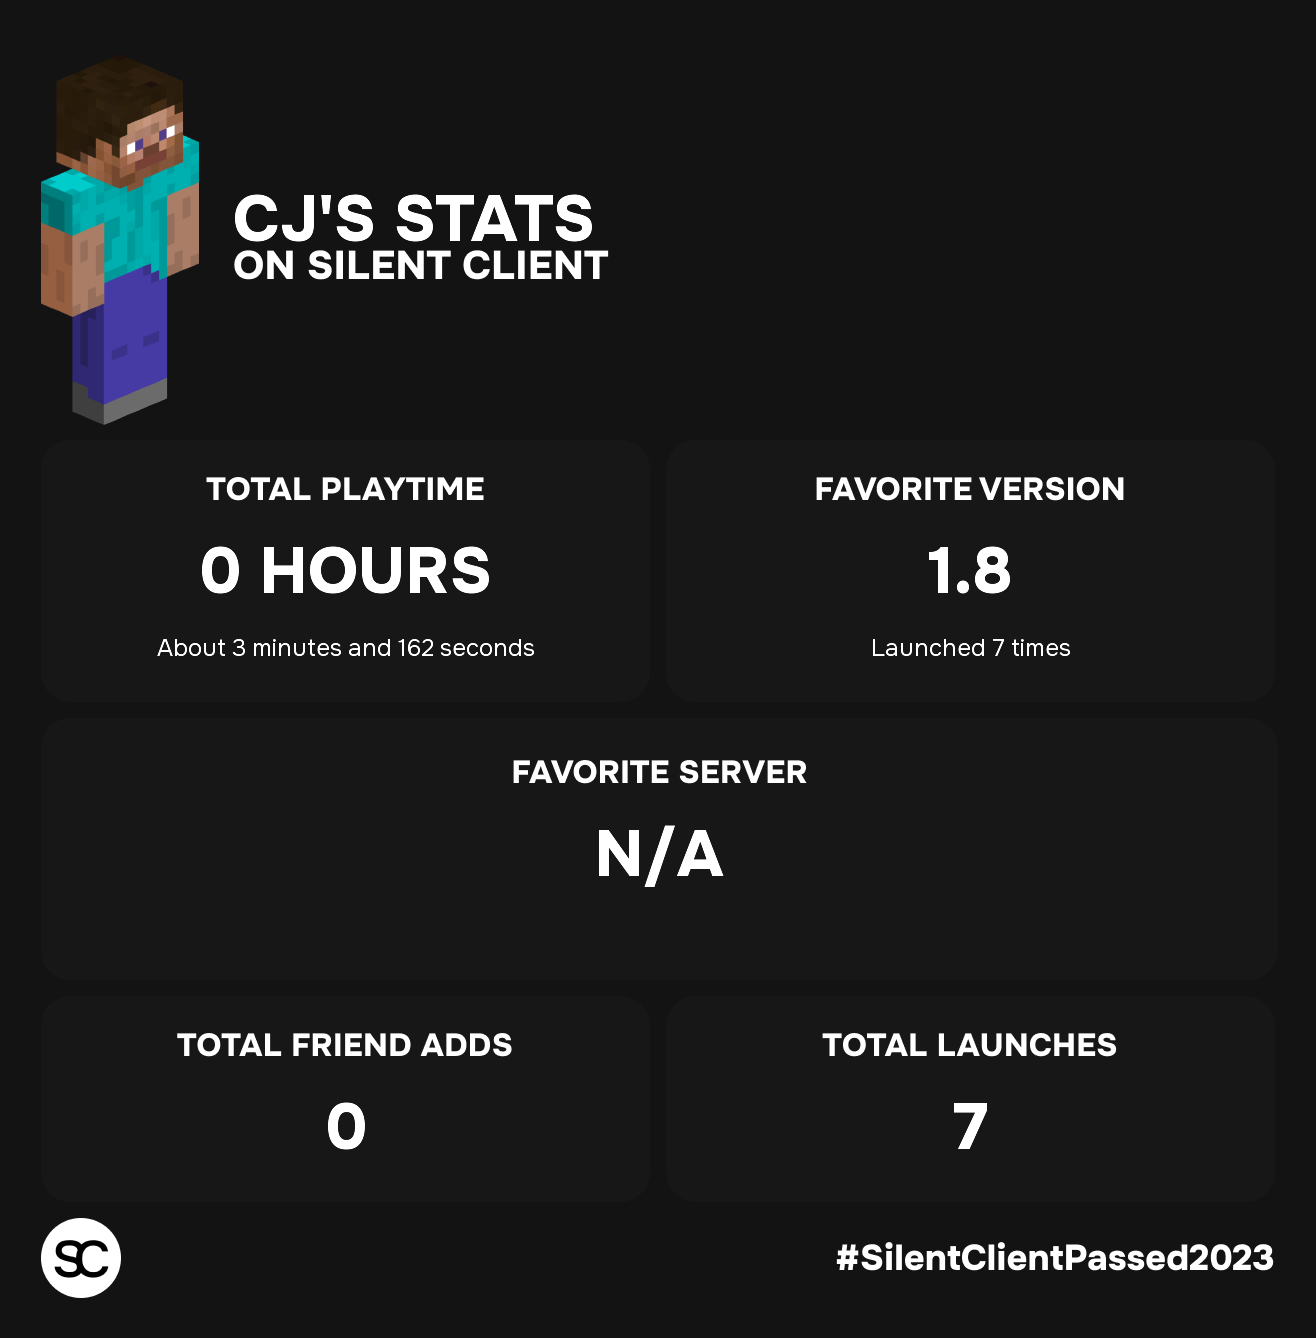 CJ'S STATS
ON SILENT CLIENT
TOTAL PLAYTIME
0 HOURS
About 3 minutes and 162 seconds
FAVORITE VERSION
1.8
Launched 7 times
FAVORITE SERVER
N/A
TOTAL FRIEND ADDS
0
TOTAL LAUNCHES
7
SC
#SilentClientPassed2023